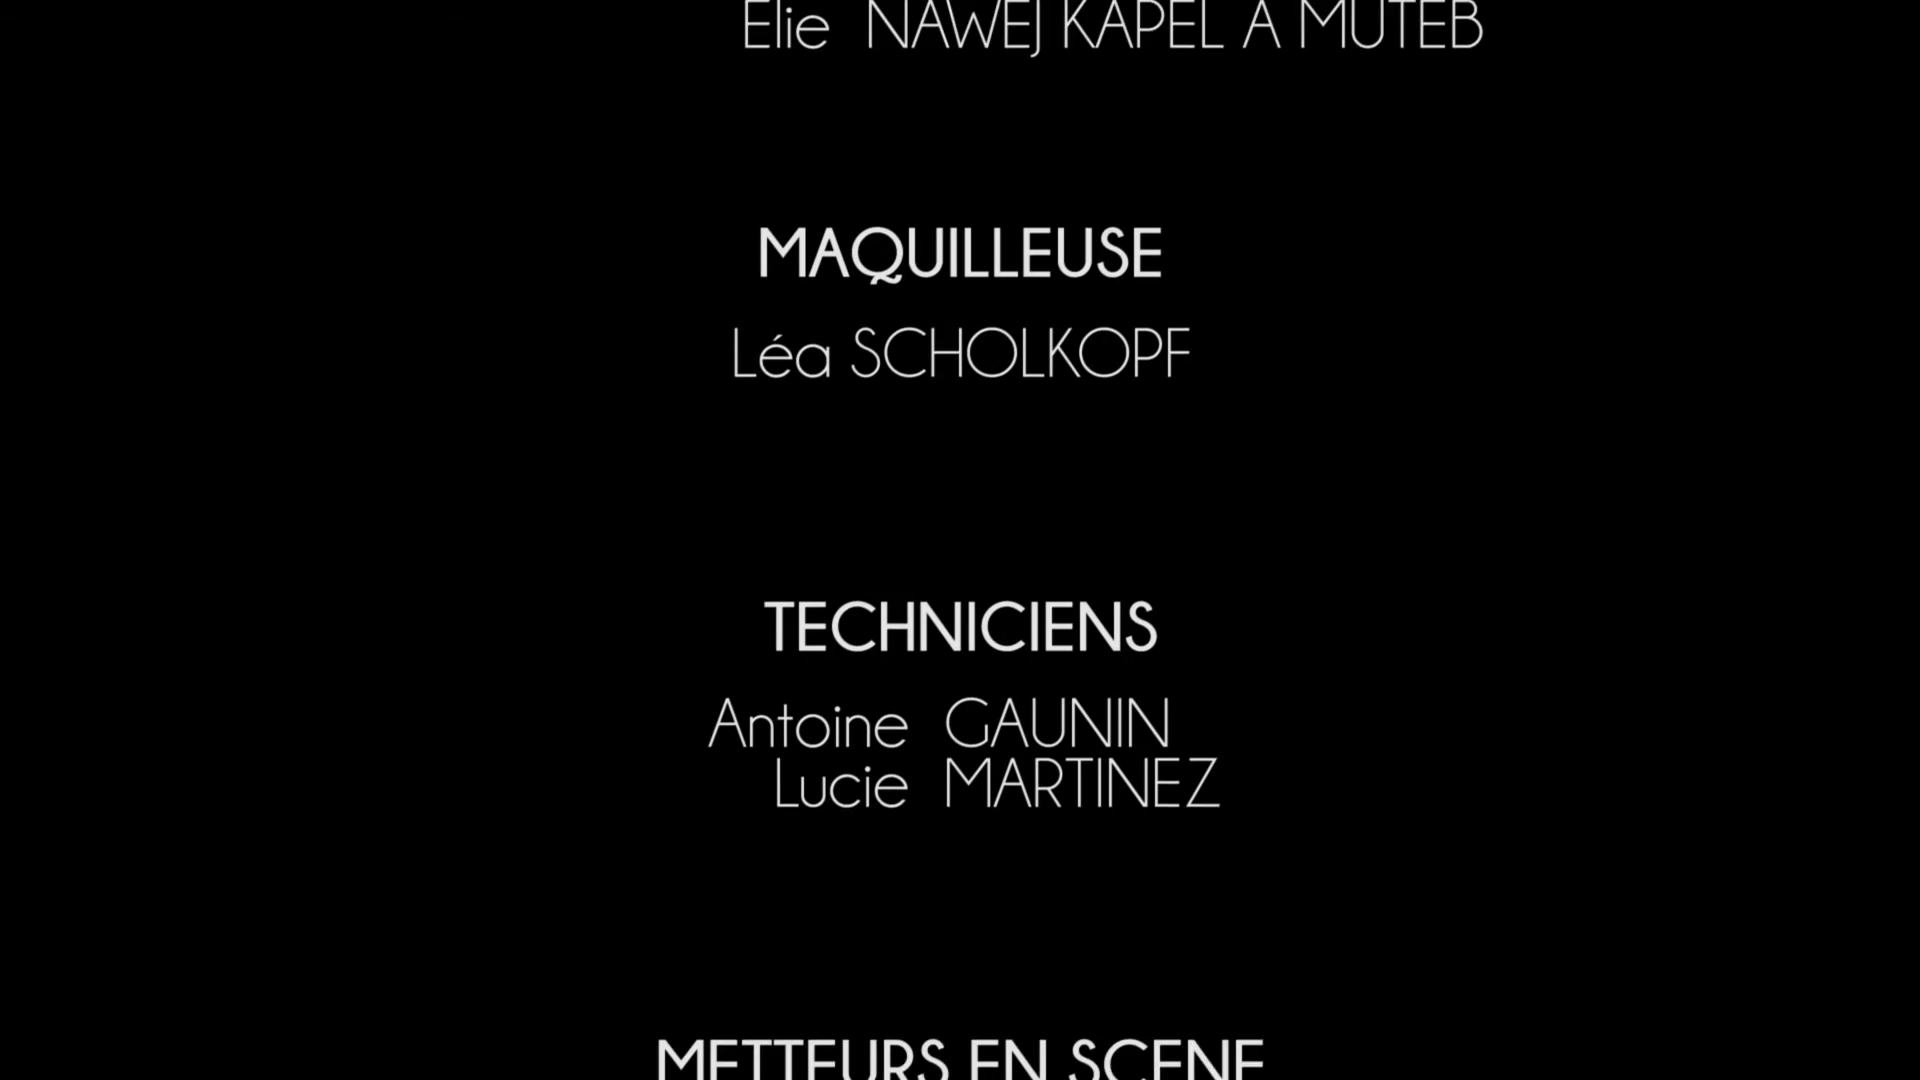 Elie NAWEJ KAPEL A MUTEB
MAQUILLEUSE
Léa SCHOLKOPF
TECHNICIENS
Antoine GAUNIN
Lucie MARTINEZ
METTEURS EN SCENE